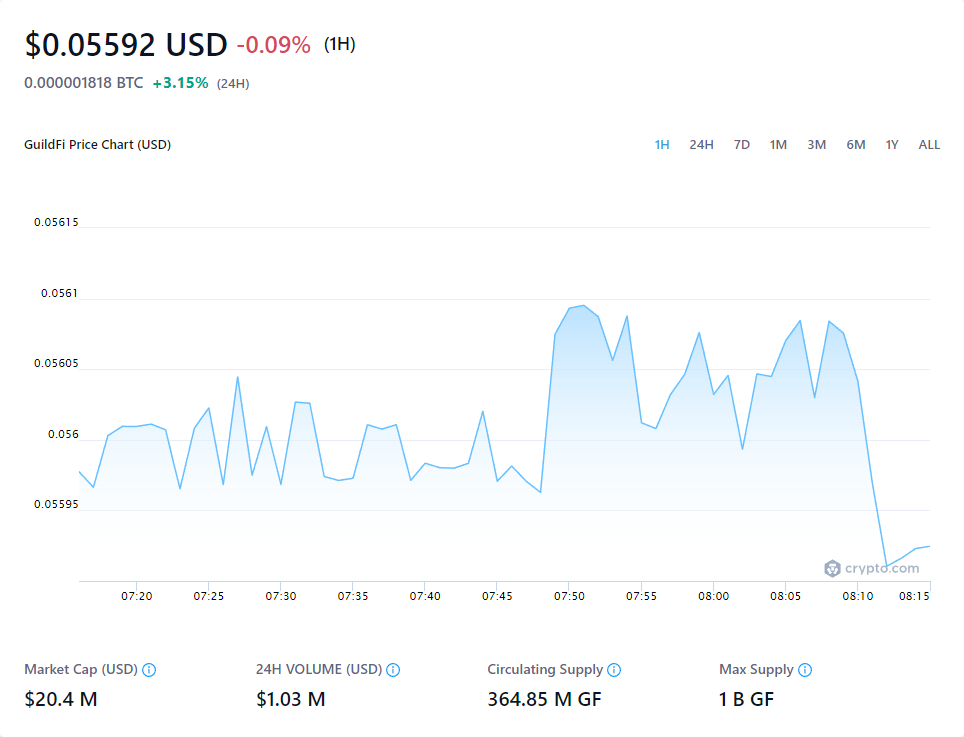 $0.05592 USD -0.09% (1H)
0.000001818 BTC +3.15% (24H)
GuildFi Price Chart (USD) 1H 24H 7D 1M 3M 6M 1Y ALL
0.05615
0.0561
0.05605
0.056
0.05595
crypto.com
07:20 07:25 07:30 07:35 07:40 07:45 07:50 07:55 08:00 08:05 08:10 08:15
Market Cap (USD) 24H VOLUME (USD) Circulating Supply Max Supply
$20.4 M $1.03 M 364.85 M GF 1 B GF